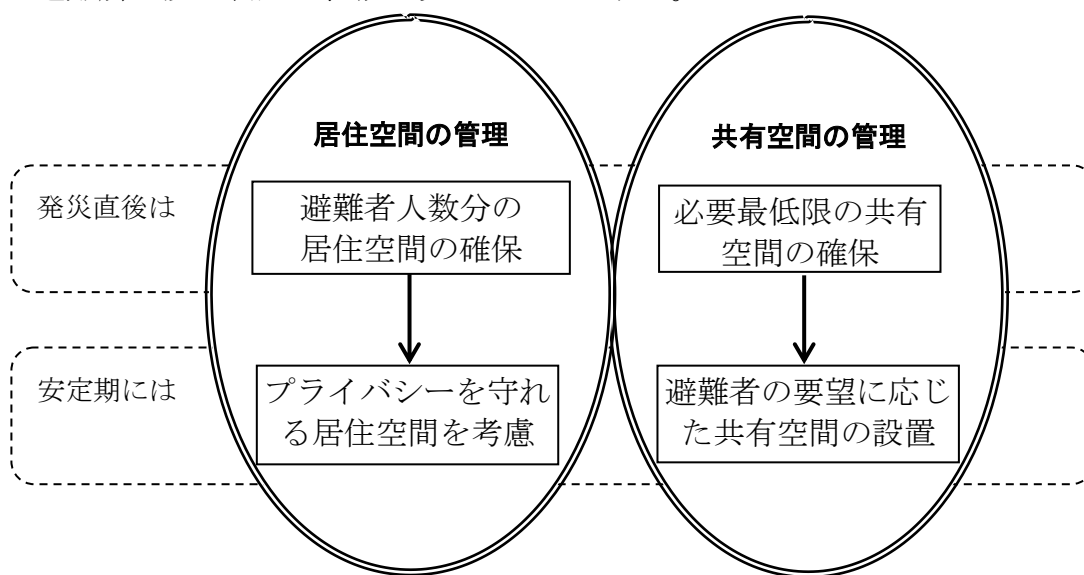 居住空間の管理
共有空間の管理
発災直後は
避難者人数分の
居住空間の確保
必要最低限の共有
空間の確保
安定期には
プライバシーを守れ
る居住空間を考慮
避難者の要望に応じ
た共有空間の設置